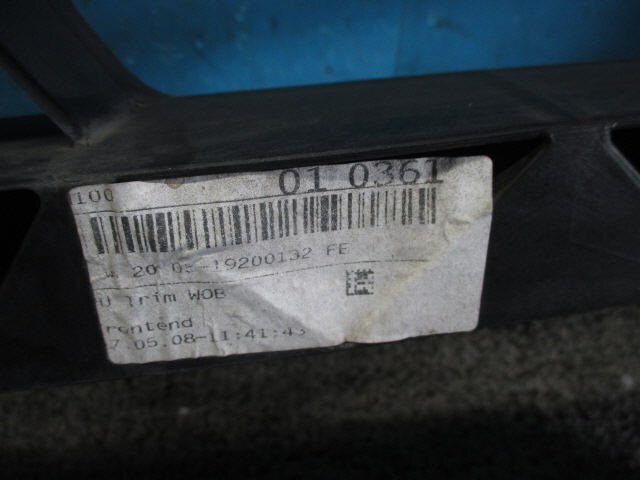 100 01 0361
20 05-19200132 FE
Trim WOB
rontend
7.05.08-11:41:43